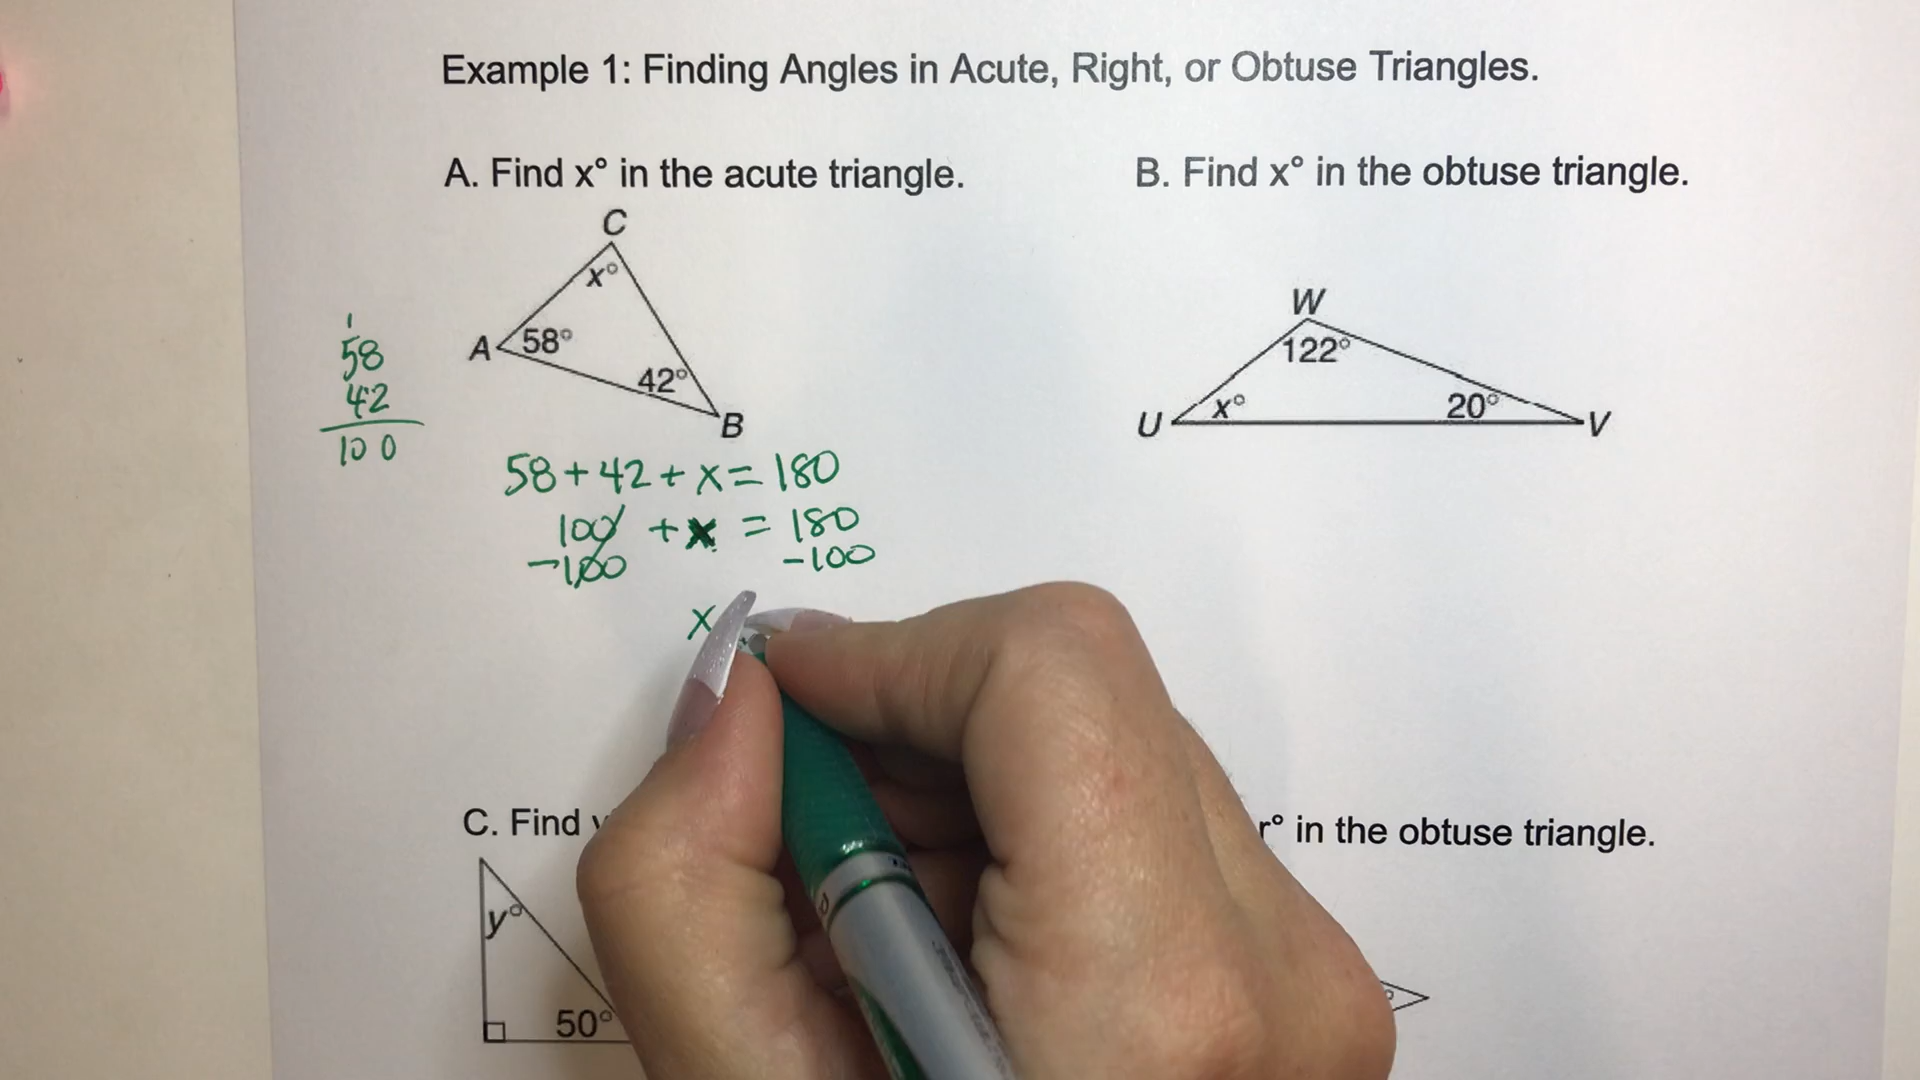 Example 1: Finding Angles in Acute, Right, or Obtuse Triangles.
A. Find x° in the acute triangle.
C
x°
A
58°
42°
B
1
58
42
100
58 + 42 + x = 180
100 + x = 180
-100 -100
x
B. Find x° in the obtuse triangle.
W
122°
U
x°
20°
V
C. Find
y°
50°
r° in the obtuse triangle.